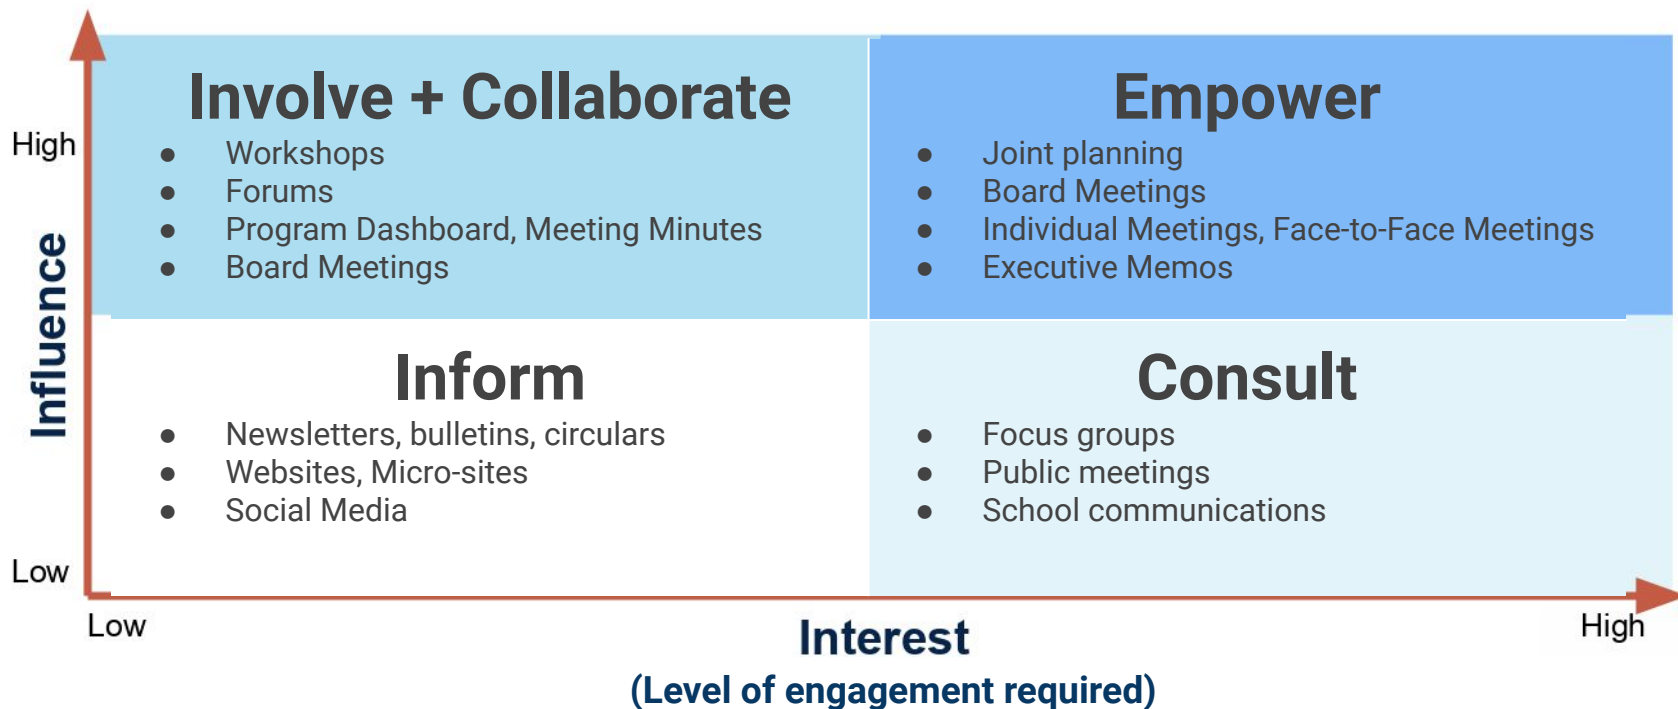 Involve + Collaborate
● Workshops
● Forums
● Program Dashboard, Meeting Minutes
● Board Meetings
Empower
● Joint planning
● Board Meetings
● Individual Meetings, Face-to-Face Meetings
● Executive Memos
High
Influence
Low
Inform
● Newsletters, bulletins, circulars
● Websites, Micro-sites
● Social Media
Consult
● Focus groups
● Public meetings
● School communications
Low
Interest
High
(Level of engagement required)